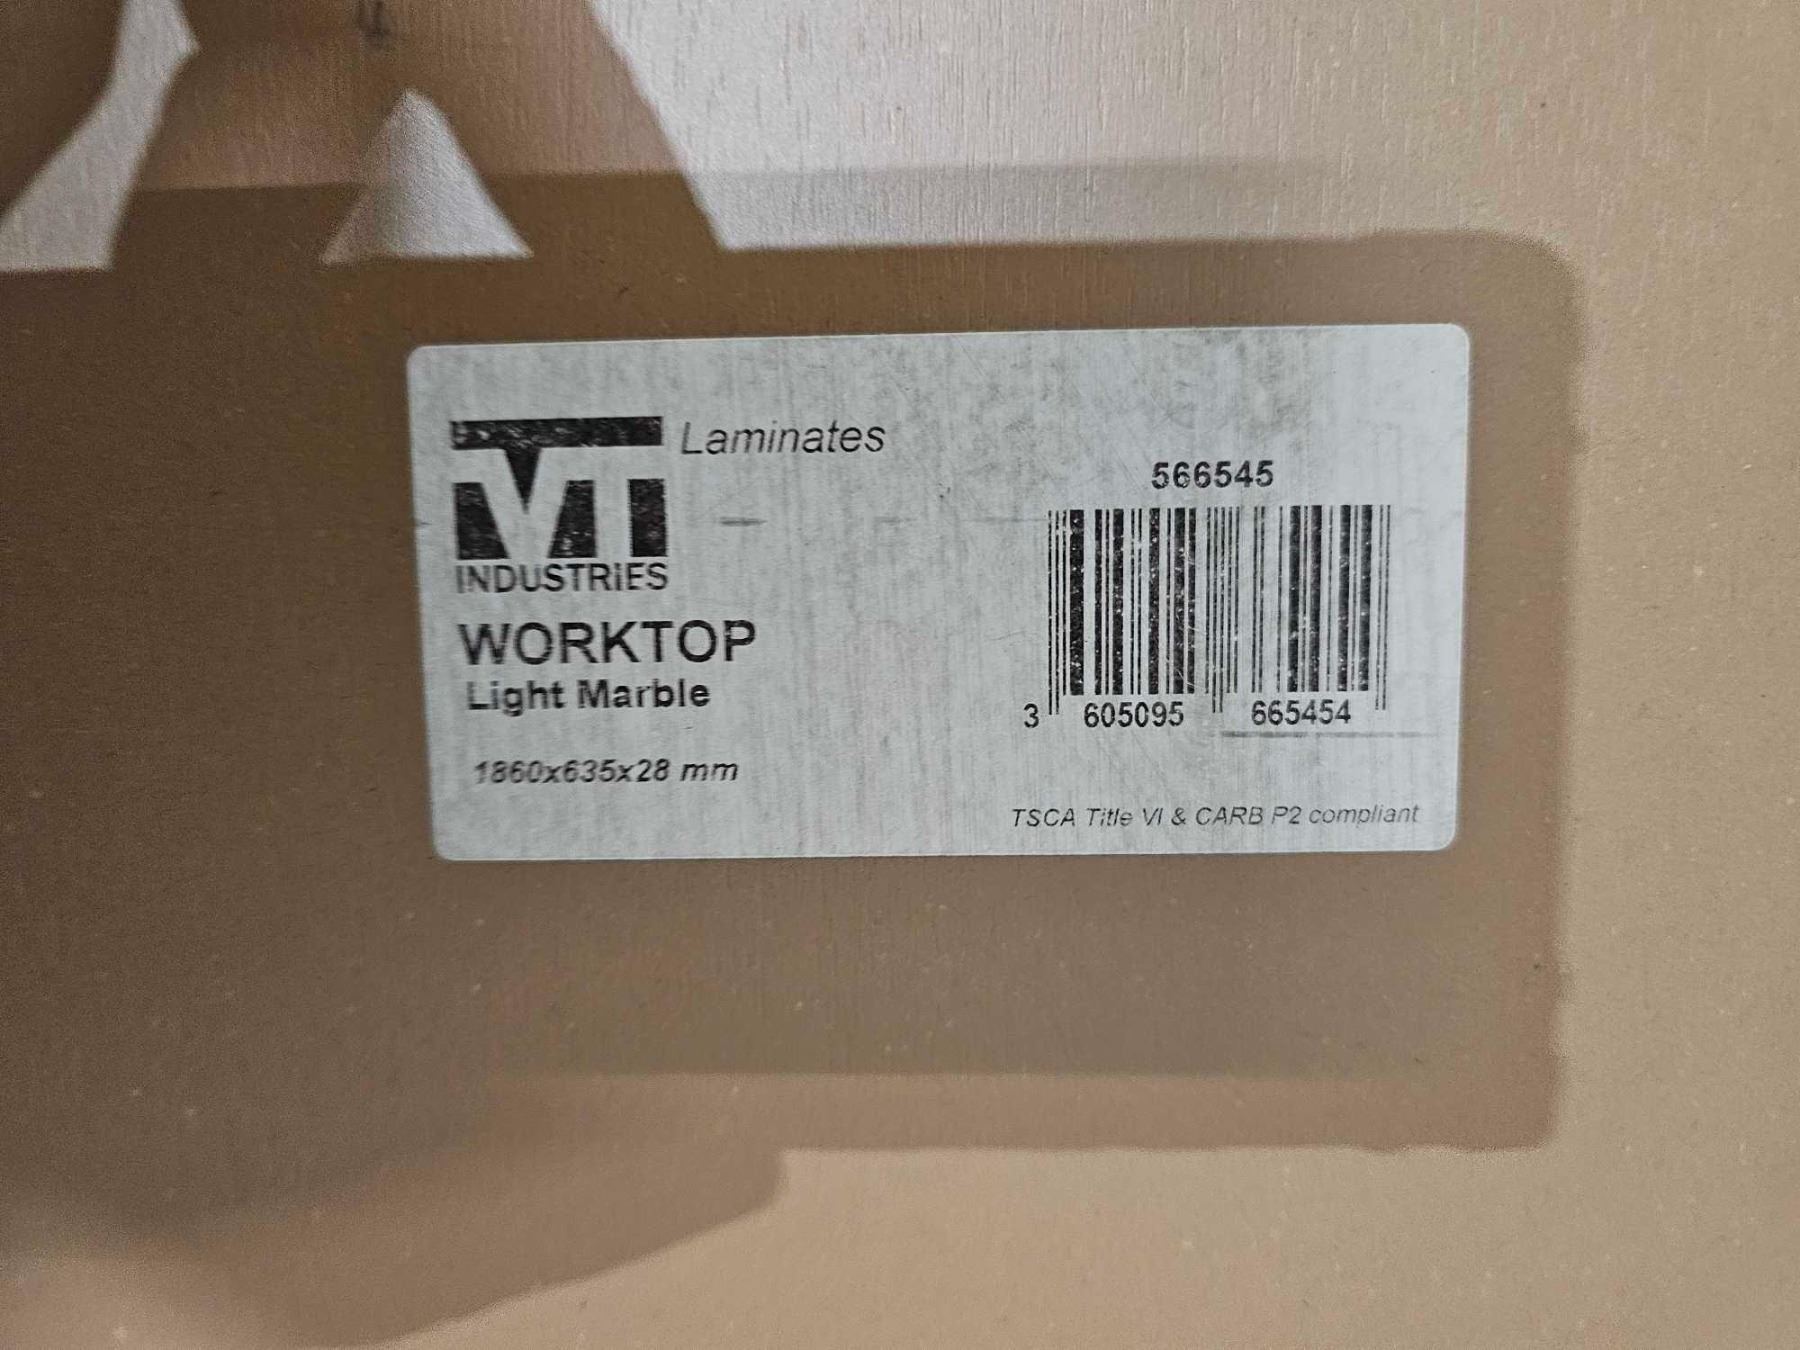 VT Laminates
INDUSTRIES
WORKTOP
Light Marble
1860x635x28 mm
566545
3 605095 665454
TSCA Title VI & CARB P2 compliant